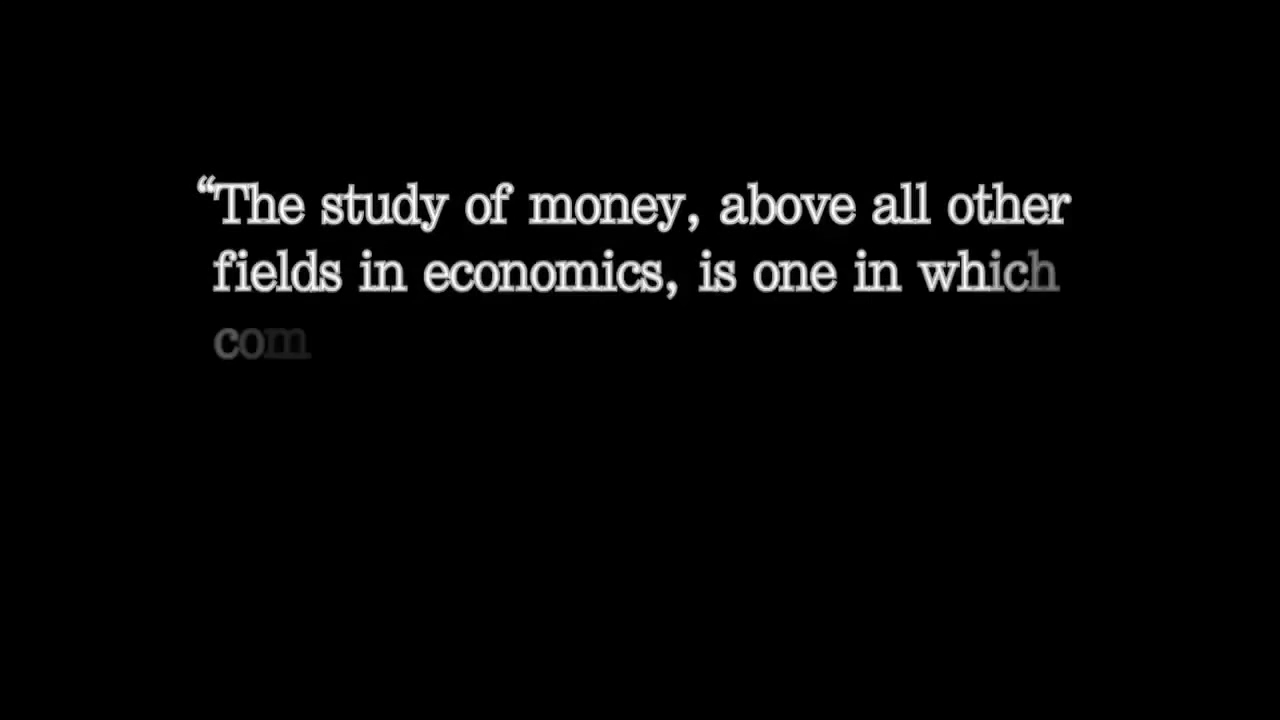 “The study of money, above all other
fields in economics, is one in which
com